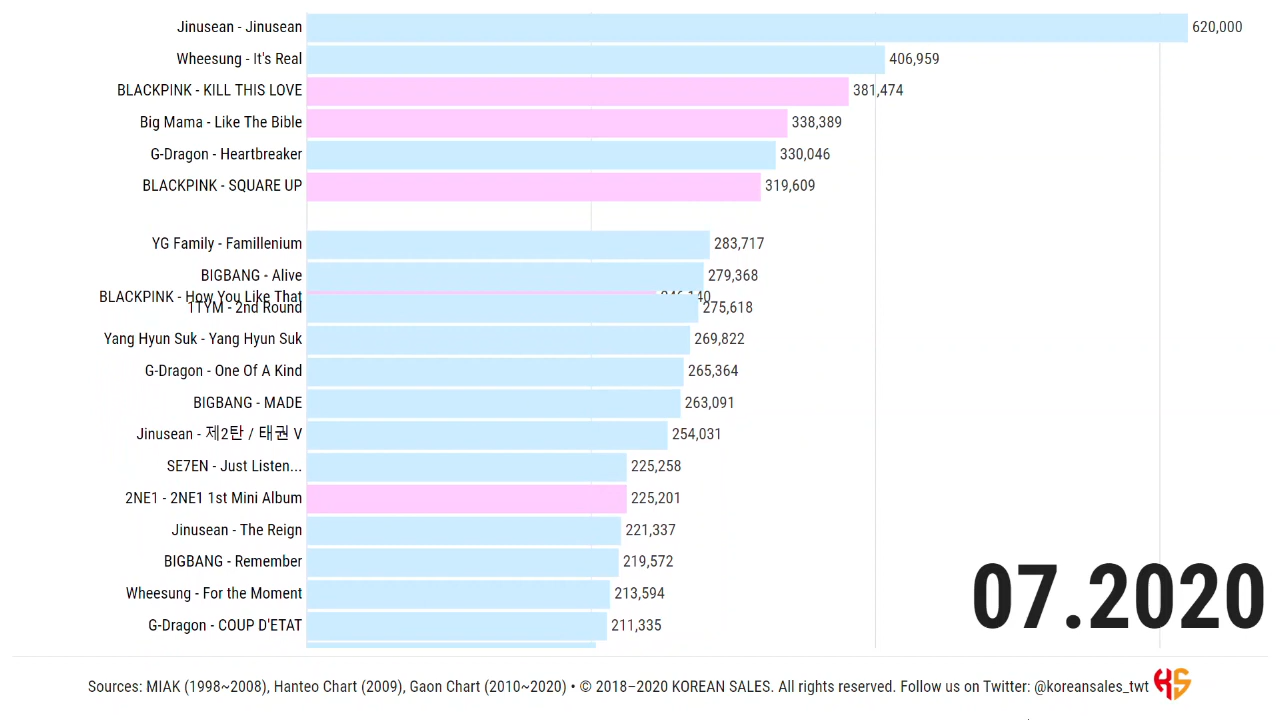 Jinusean - Jinusean 620,000
Wheesung - It's Real 406,959
BLACKPINK - KILL THIS LOVE 381,474
Big Mama - Like The Bible 338,389
G-Dragon - Heartbreaker 330,046
BLACKPINK - SQUARE UP 319,609
YG Family - Famillenium 283,717
BIGBANG - Alive 279,368
BLACKPINK - How You Like That
1TYM - 2nd Round 275,618
Yang Hyun Suk - Yang Hyun Suk 269,822
G-Dragon - One Of A Kind 265,364
BIGBANG - MADE 263,091
Jinusean - 제2탄 / 태권 V 254,031
SE7EN - Just Listen... 225,258
2NE1 - 2NE1 1st Mini Album 225,201
Jinusean - The Reign 221,337
BIGBANG - Remember 219,572
Wheesung - For the Moment 213,594
G-Dragon - COUP D'ETAT 211,335
07.2020
Sources: MIAK (1998~2008), Hanteo Chart (2009), Gaon Chart (2010~2020) • © 2018–2020 KOREAN SALES. All rights reserved. Follow us on Twitter: @koreansales_twt KS